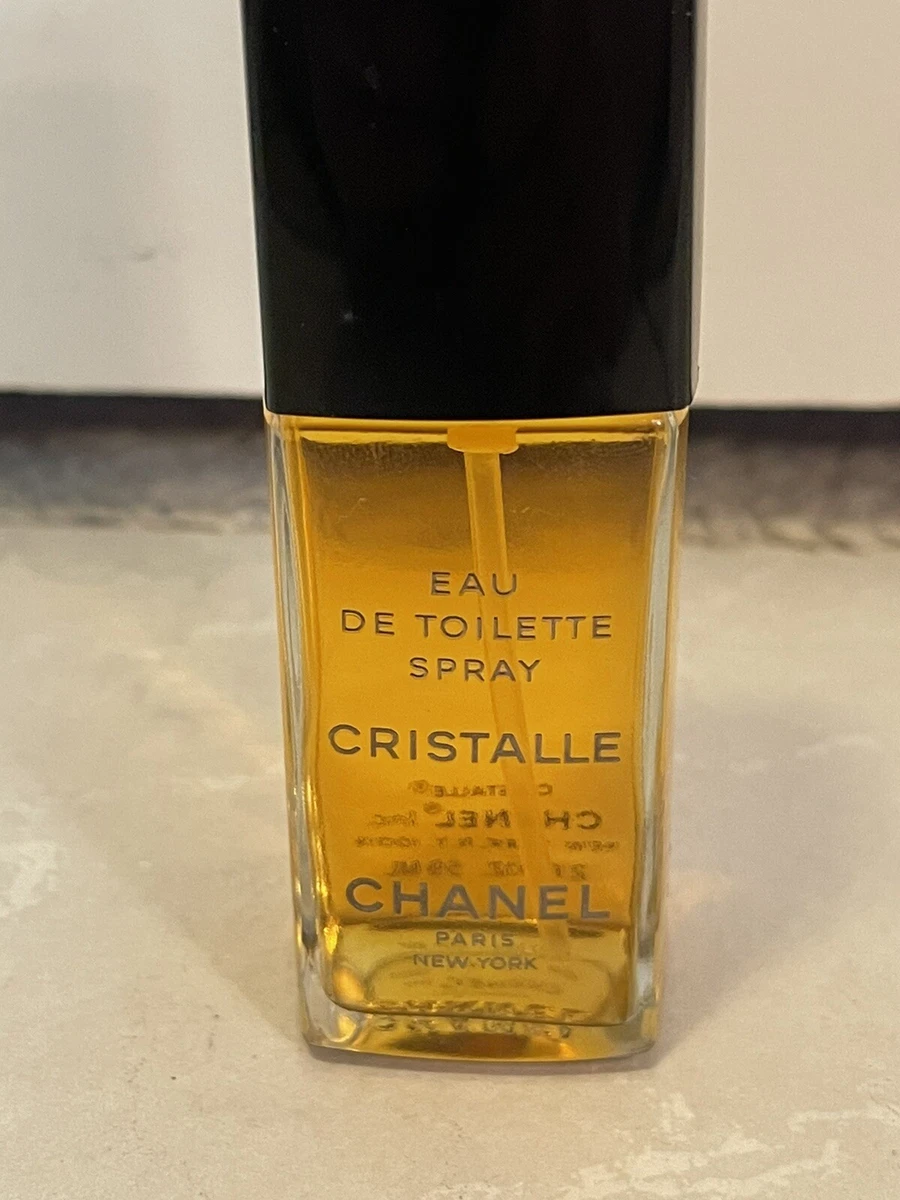 EAU
DE TOILETTE
SPRAY
CRISTALLE
CHANEL
PARIS
NEW-YORK